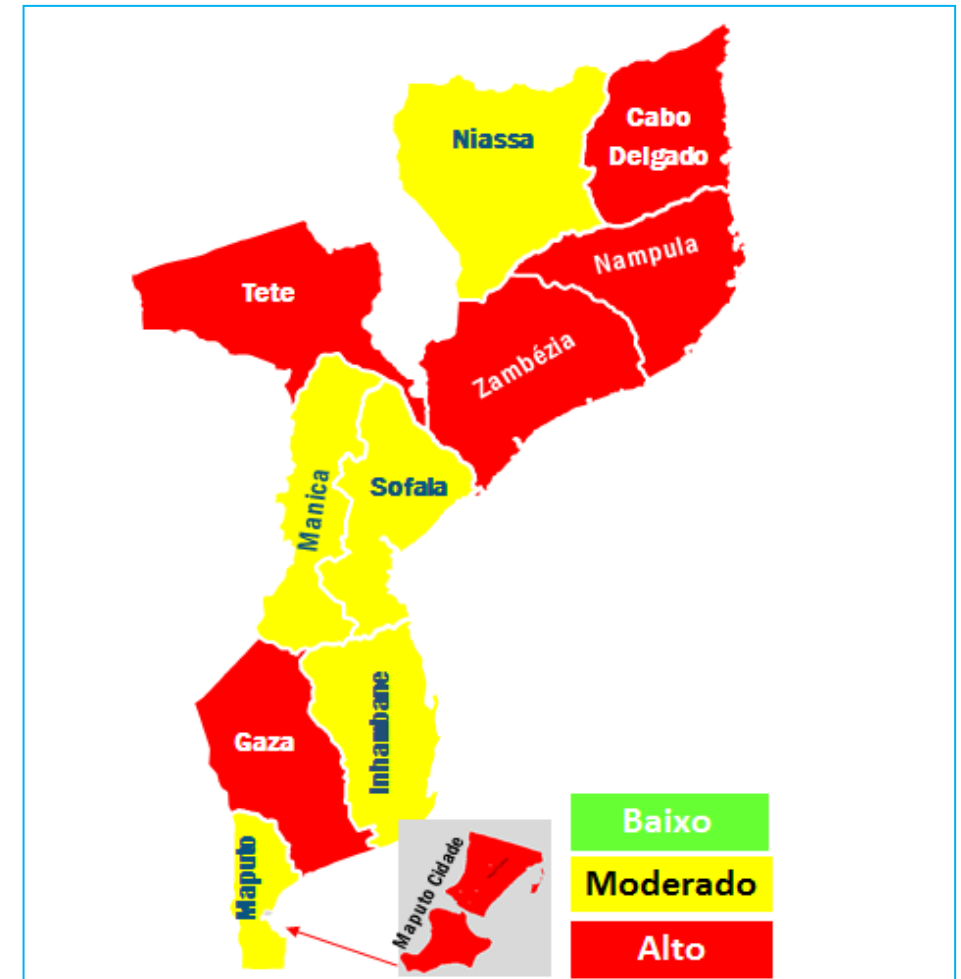 Cabo
Delgado
Niassa
Nampula
Tete
Zambézia
Sofala
Manica
Inhambane
Gaza
Maputo
Maputo Cidade
Baixo
Moderado
Alto